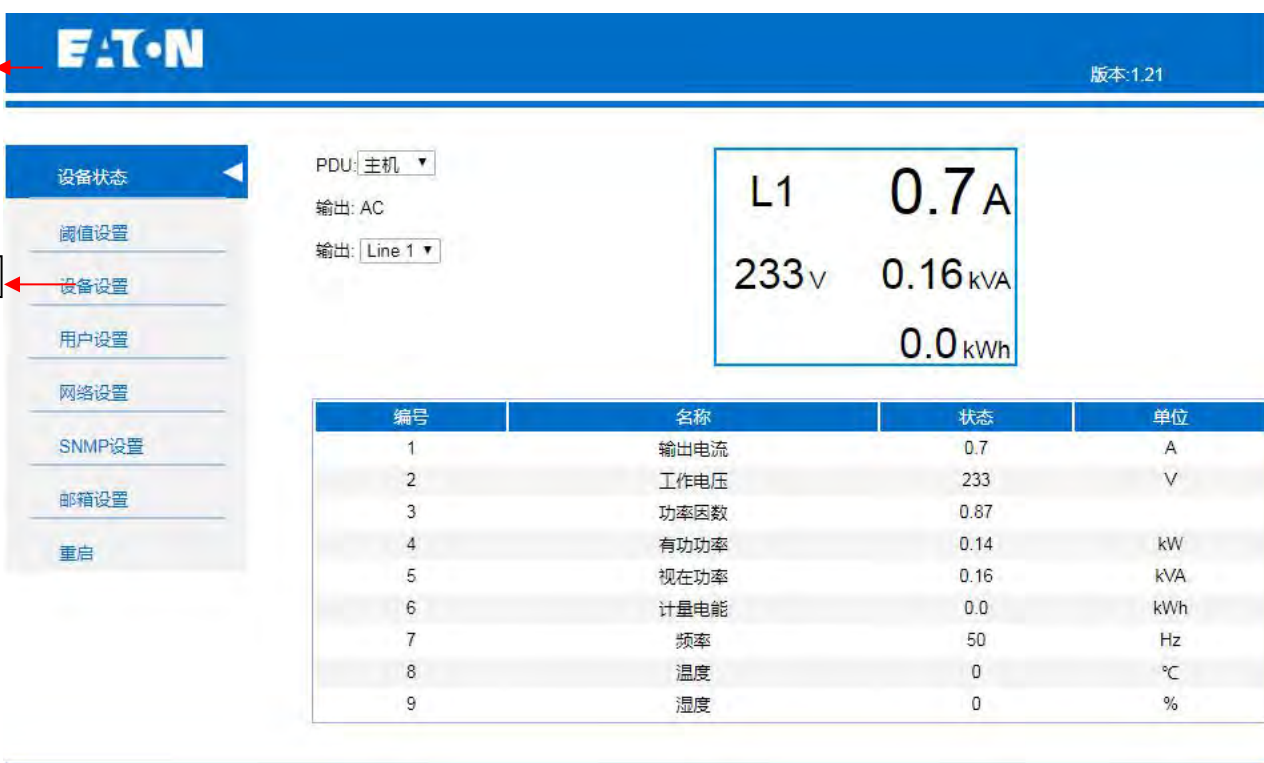 EATON
版本:1.21
设备状态
阈值设置
设备设置
用户设置
网络设置
SNMP设置
邮箱设置
重启
PDU: 主机
输出: AC
输出: Line 1
L1 0.7 A
233 V 0.16 kVA
0.0 kWh
编号 名称 状态 单位
1 输出电流 0.7 A
2 工作电压 233 V
3 功率因数 0.87
4 有功功率 0.14 kW
5 视在功率 0.16 kVA
6 计量电能 0.0 kWh
7 频率 50 Hz
8 温度 0 ℃
9 湿度 0 %